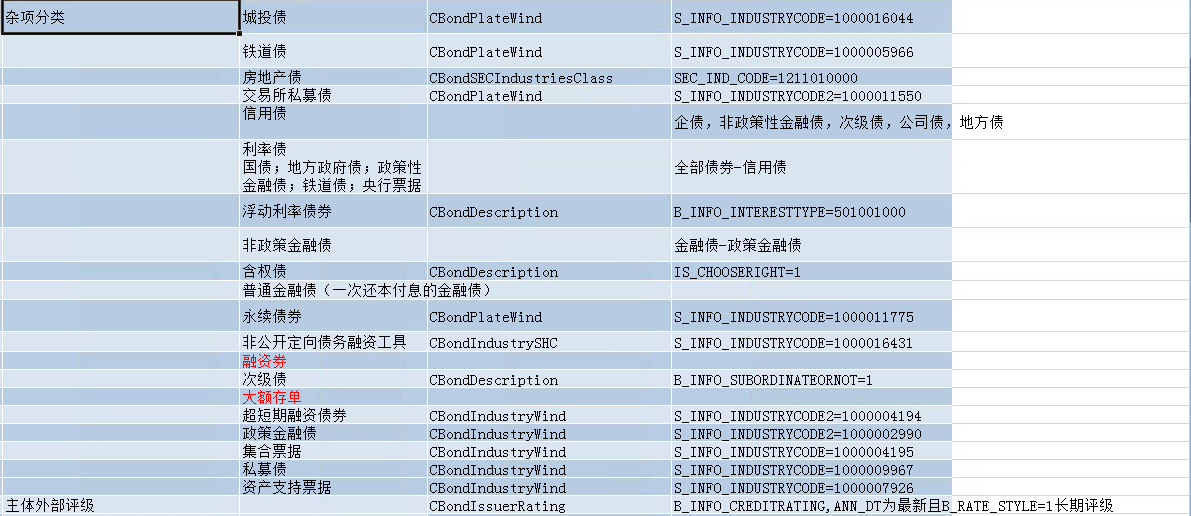 杂项分类 城投债 CBondPlateWind S_INFO_INDUSTRYCODE=1000016044
铁道债 CBondPlateWind S_INFO_INDUSTRYCODE=1000005966
房地产债 CBondSECIndustriesClass SEC_IND_CODE=1211010000
交易所私募债 CBondPlateWind S_INFO_INDUSTRYCODE2=1000011550
信用债 企债，非政策性金融债，次级债，公司债，地方债
利率债
国债；地方政府债；政策性
金融债；铁道债；央行票据 全部债券-信用债
浮动利率债券 CBondDescription B_INFO_INTERESTTYPE=501001000
非政策金融债 金融债-政策金融债
含权债 CBondDescription IS_CHOOSERIGHT=1
普通金融债（一次还本付息的金融债）
永续债券 CBondPlateWind S_INFO_INDUSTRYCODE=1000011775
非公开定向债务融资工具 CBondIndustrySHC S_INFO_INDUSTRYCODE=1000016431
融资券
次级债 CBondDescription B_INFO_SUBORDINATEORNOT=1
大额存单
超短期融资债券 CBondIndustryWind S_INFO_INDUSTRYCODE2=1000004194
政策金融债 CBondIndustryWind S_INFO_INDUSTRYCODE2=1000002990
集合票据 CBondIndustryWind S_INFO_INDUSTRYCODE=1000004195
私募债 CBondIndustryWind S_INFO_INDUSTRYCODE=1000009967
资产支持票据 CBondIndustryWind S_INFO_INDUSTRYCODE=1000007926
主体外部评级 CBondIssuerRating B_INFO_CREDITRATING,ANN_DT为最新且B_RATE_STYLE=1长期评级